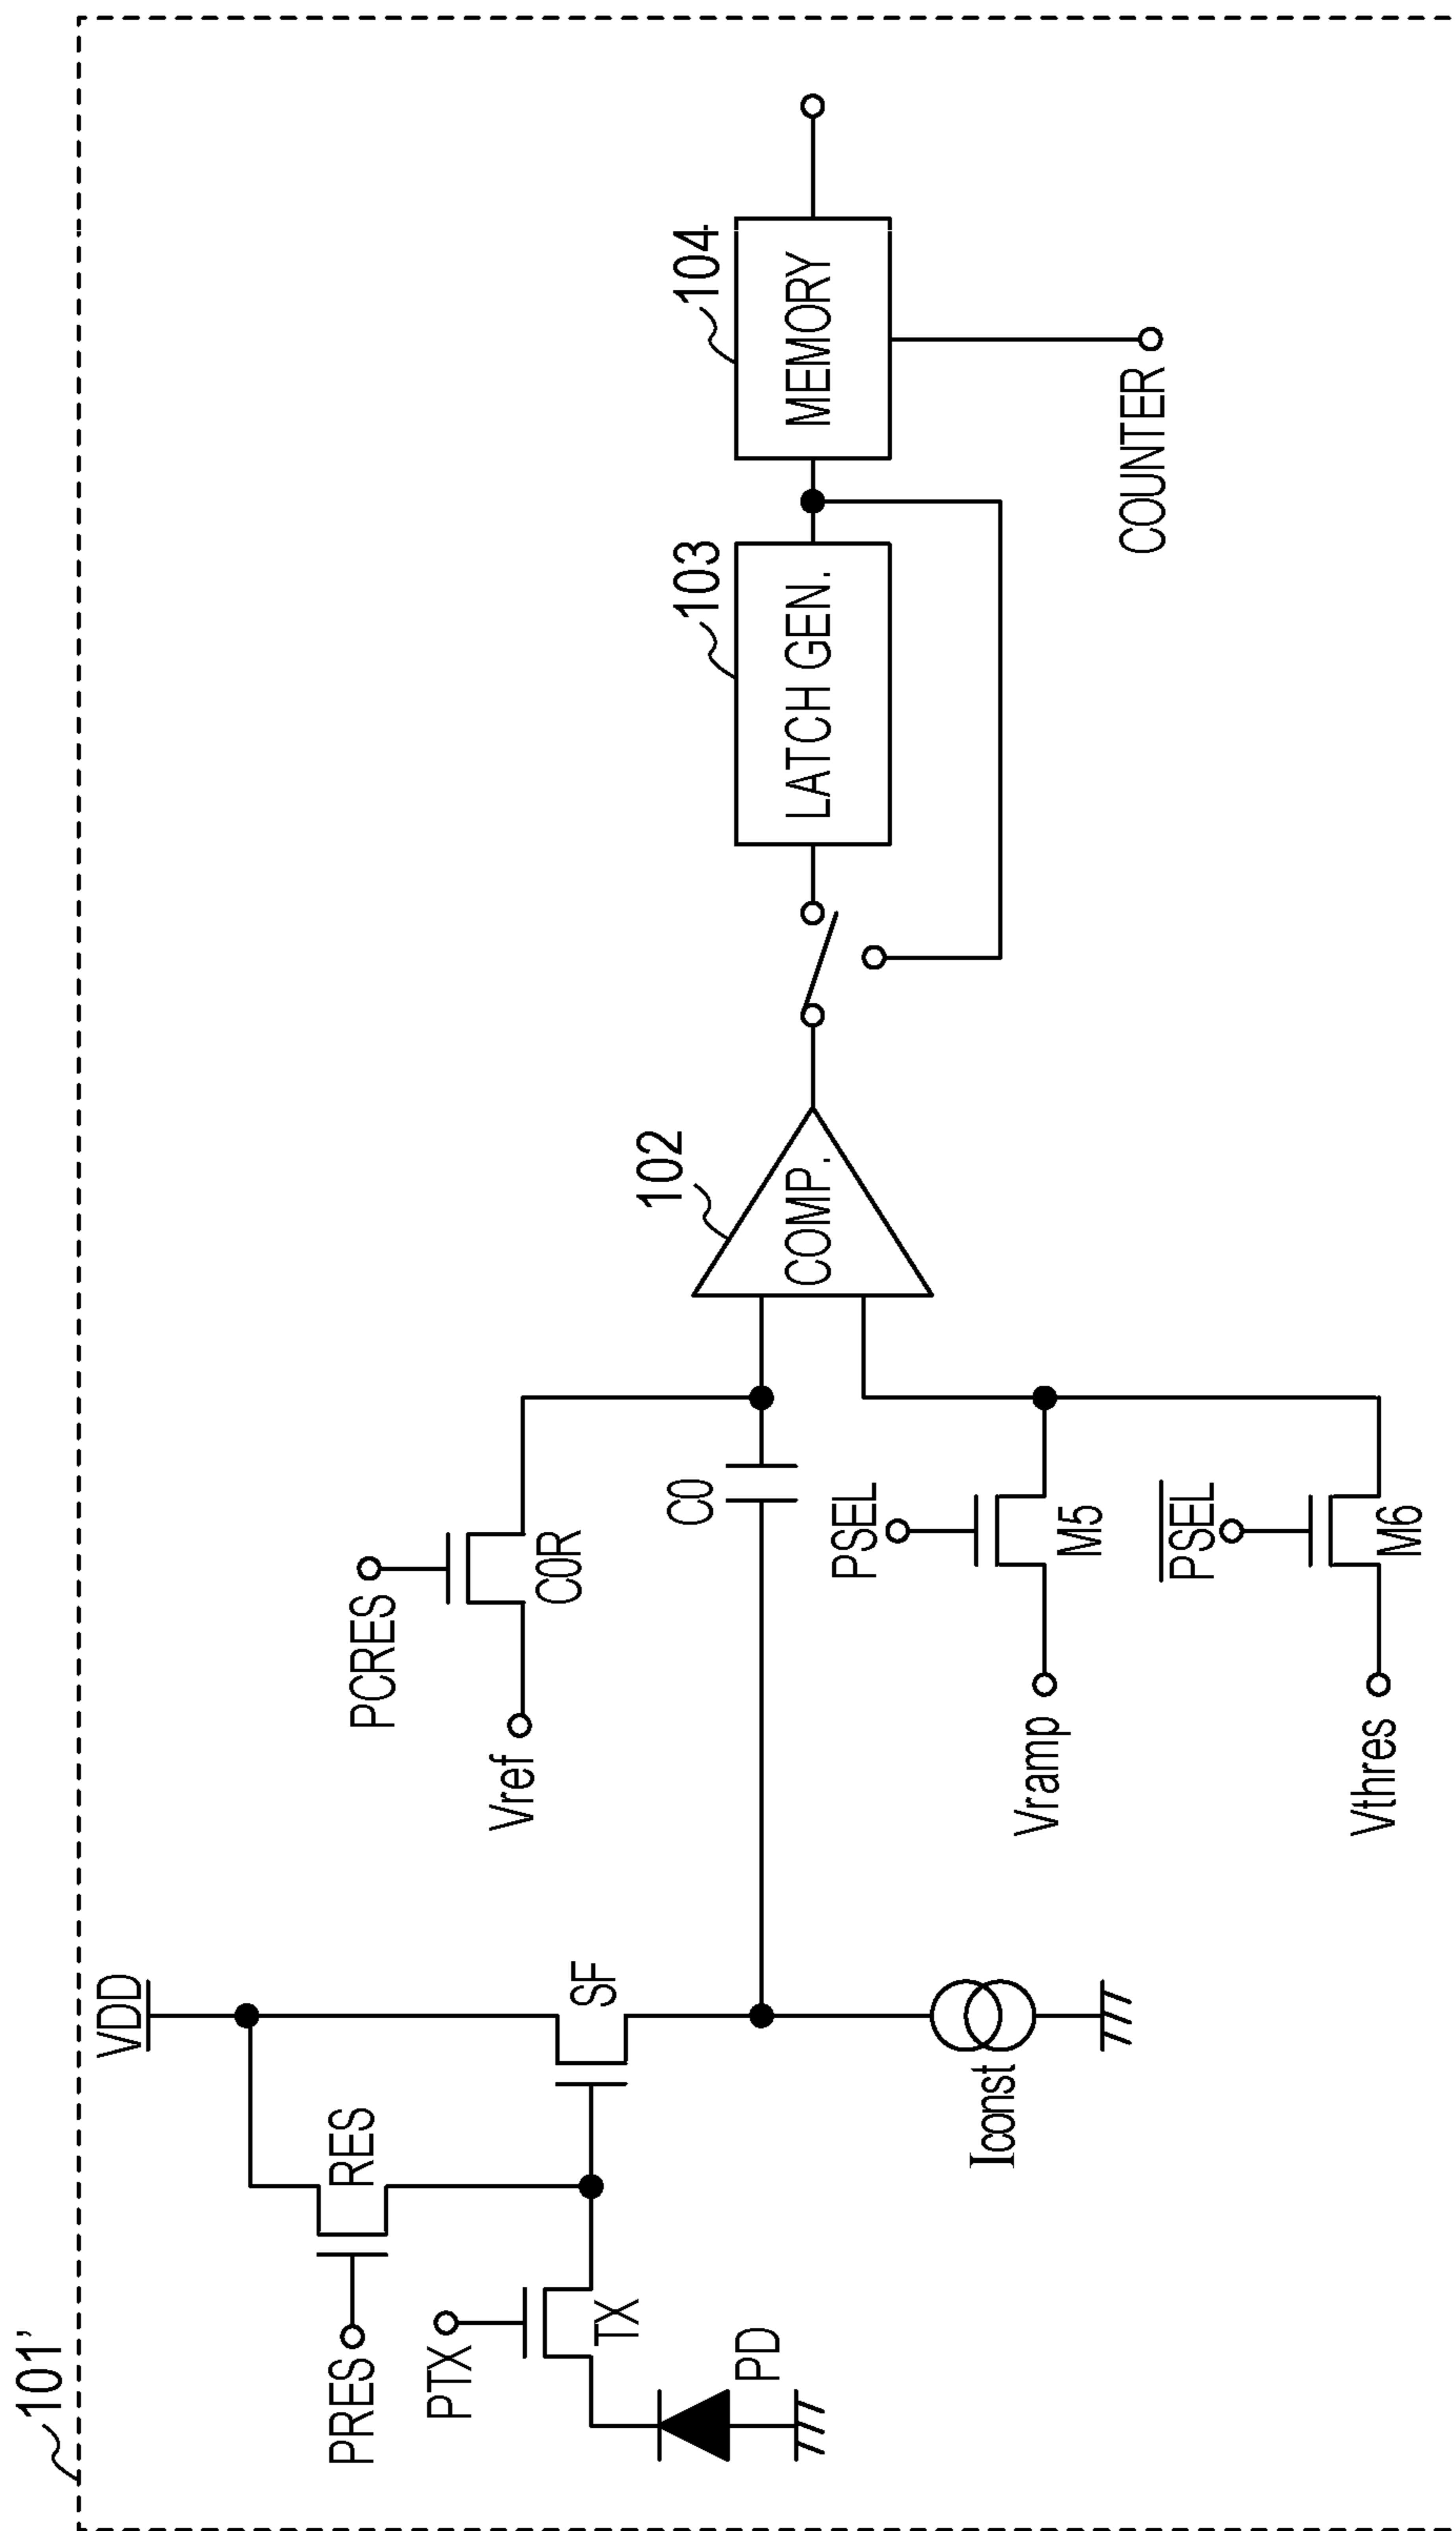 101'
VDD
PRES
RES
PTX
TX
PD
SF
Iconst
PCRES
Vref
COR
C0
PSEL
Vramp
M5
PSEL
Vthres
M6
102
COMP.
103
LATCH GEN.
104
MEMORY
COUNTER